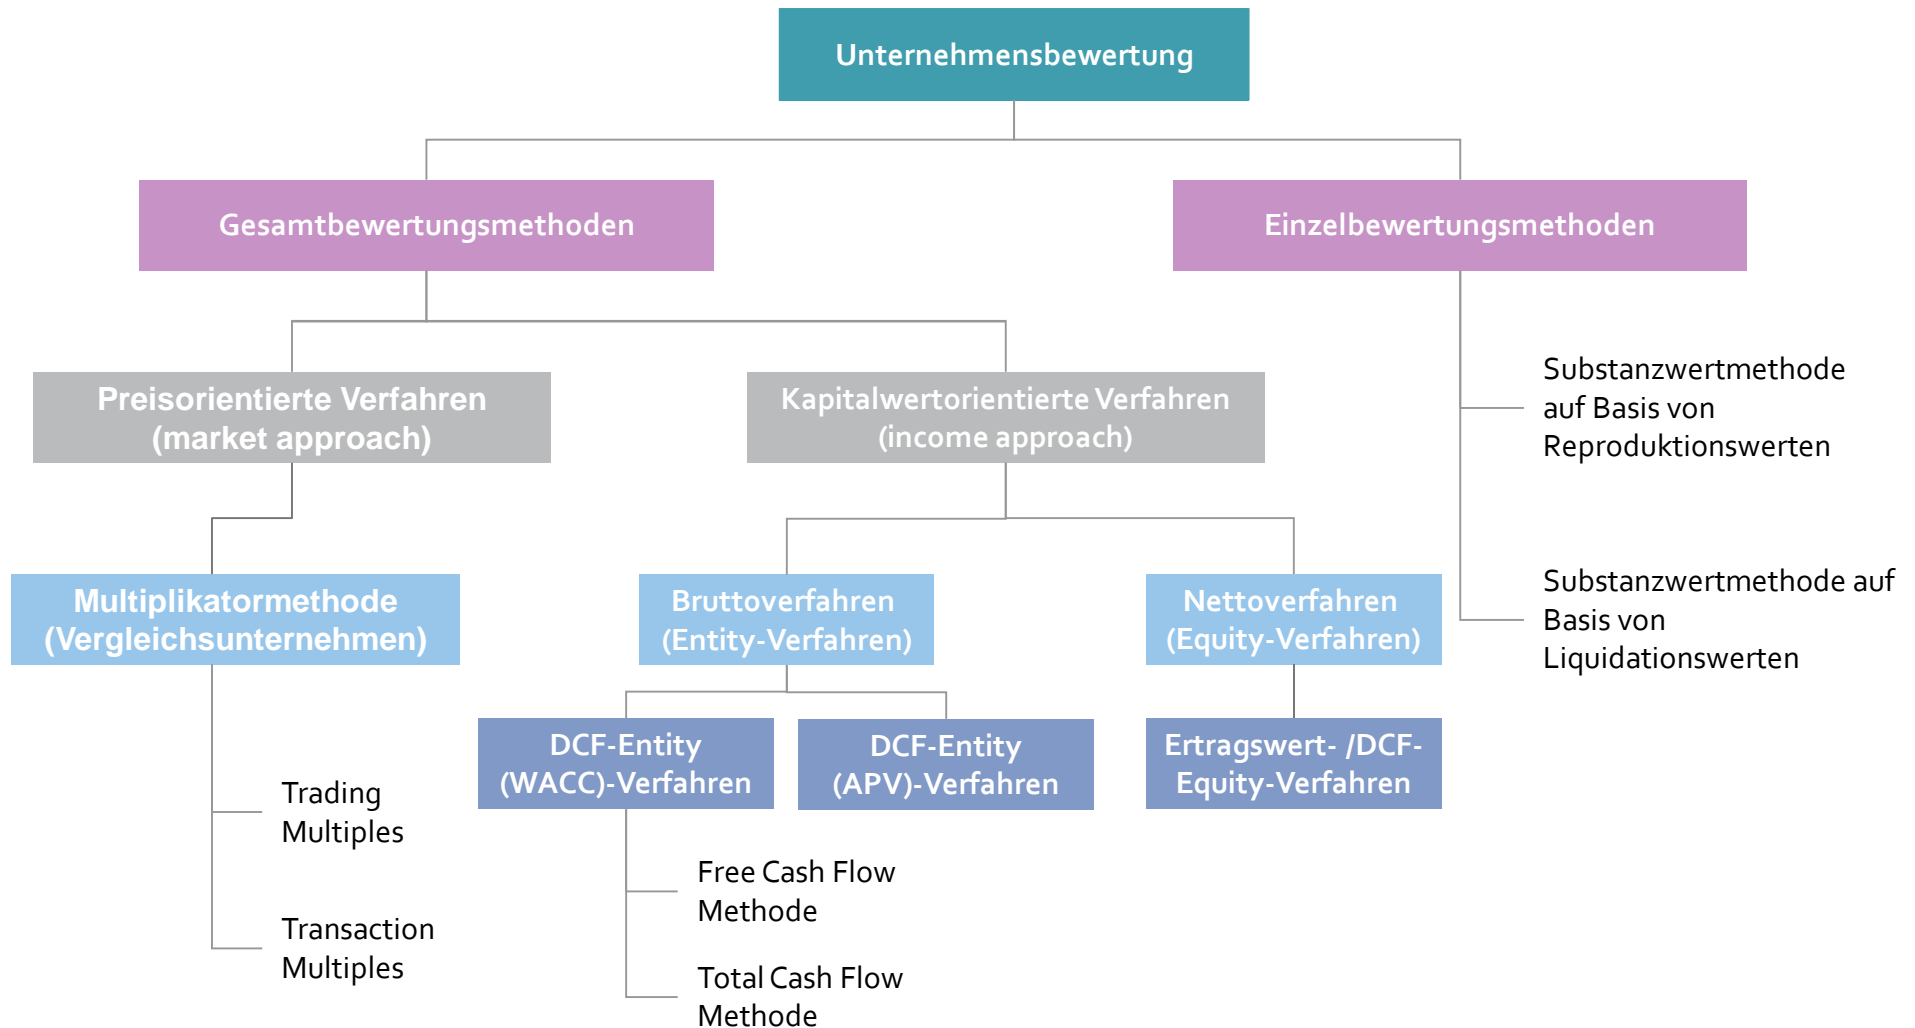 Unternehmensbewertung
Gesamtbewertungsmethoden
Einzelbewertungsmethoden
Preisorientierte Verfahren
(market approach)
Kapitalwertorientierte Verfahren
(income approach)
Substanzwertmethode
auf Basis von
Reproduktionswerten
Multiplikatormethode
(Vergleichsunternehmen)
Bruttoverfahren
(Entity-Verfahren)
Nettoverfahren
(Equity-Verfahren)
Substanzwertmethode auf
Basis von
Liquidationswerten
DCF-Entity
(WACC)-Verfahren
DCF-Entity
(APV)-Verfahren
Ertragswert- /DCF-
Equity-Verfahren
Trading
Multiples
Transaction
Multiples
Free Cash Flow
Methode
Total Cash Flow
Methode